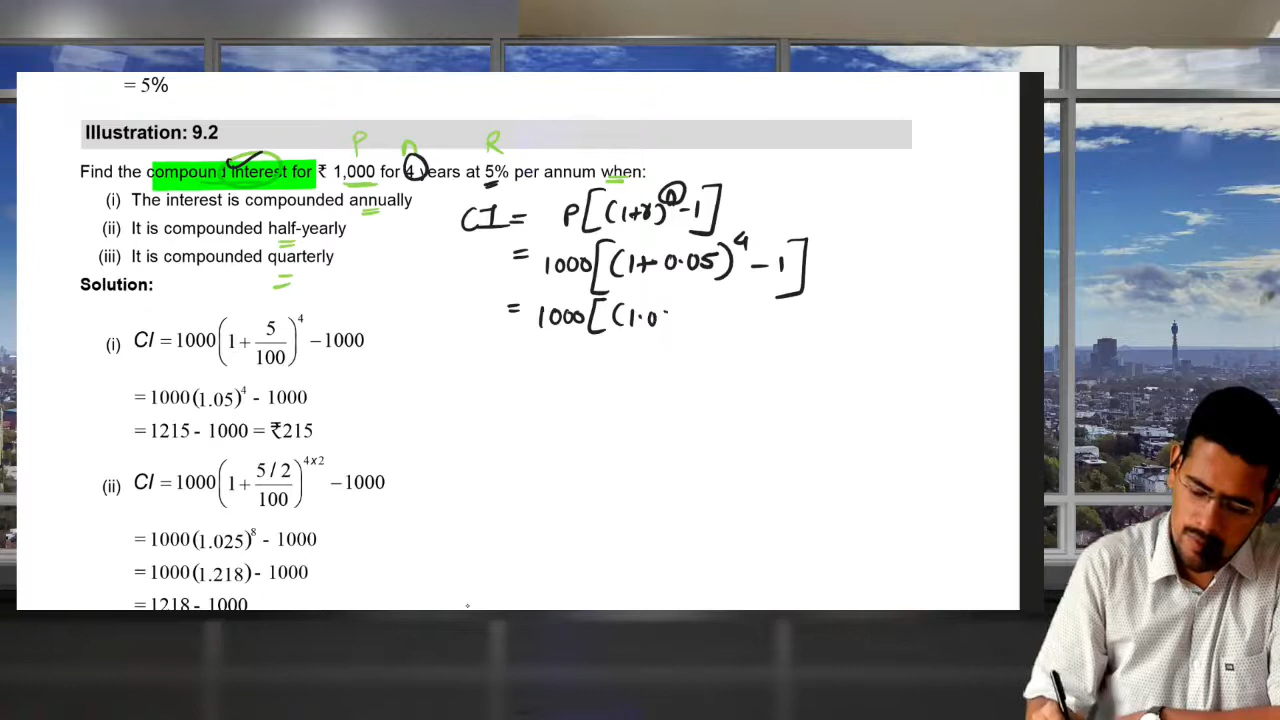 = 5%
Illustration: 9.2
P n R
Find the compound interest for ₹ 1,000 for 4 years at 5% per annum when:
(i) The interest is compounded annually
(ii) It is compounded half-yearly
(iii) It is compounded quarterly
Solution:
CI = P[(1+r)^n - 1]
= 1000[(1+0.05)^4 - 1]
= 1000[(1.0
(i) CI = 1000(1 + 5/100)^4 - 1000
= 1000(1.05)^4 - 1000
= 1215 - 1000 = ₹215
(ii) CI = 1000(1 + 5/2/100)^4×2 - 1000
= 1000(1.025)^8 - 1000
= 1000(1.218) - 1000
= 1218 - 1000